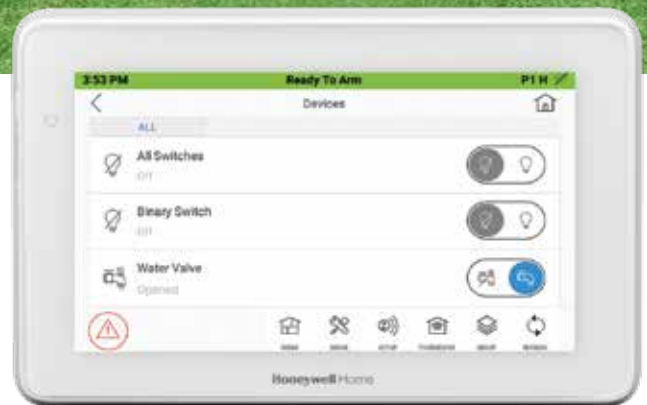 3:53 PM Ready To Arm P1 H
Devices
ALL
All Switches
Off
Binary Switch
Off
Water Valve
Opened
Honeywell Home